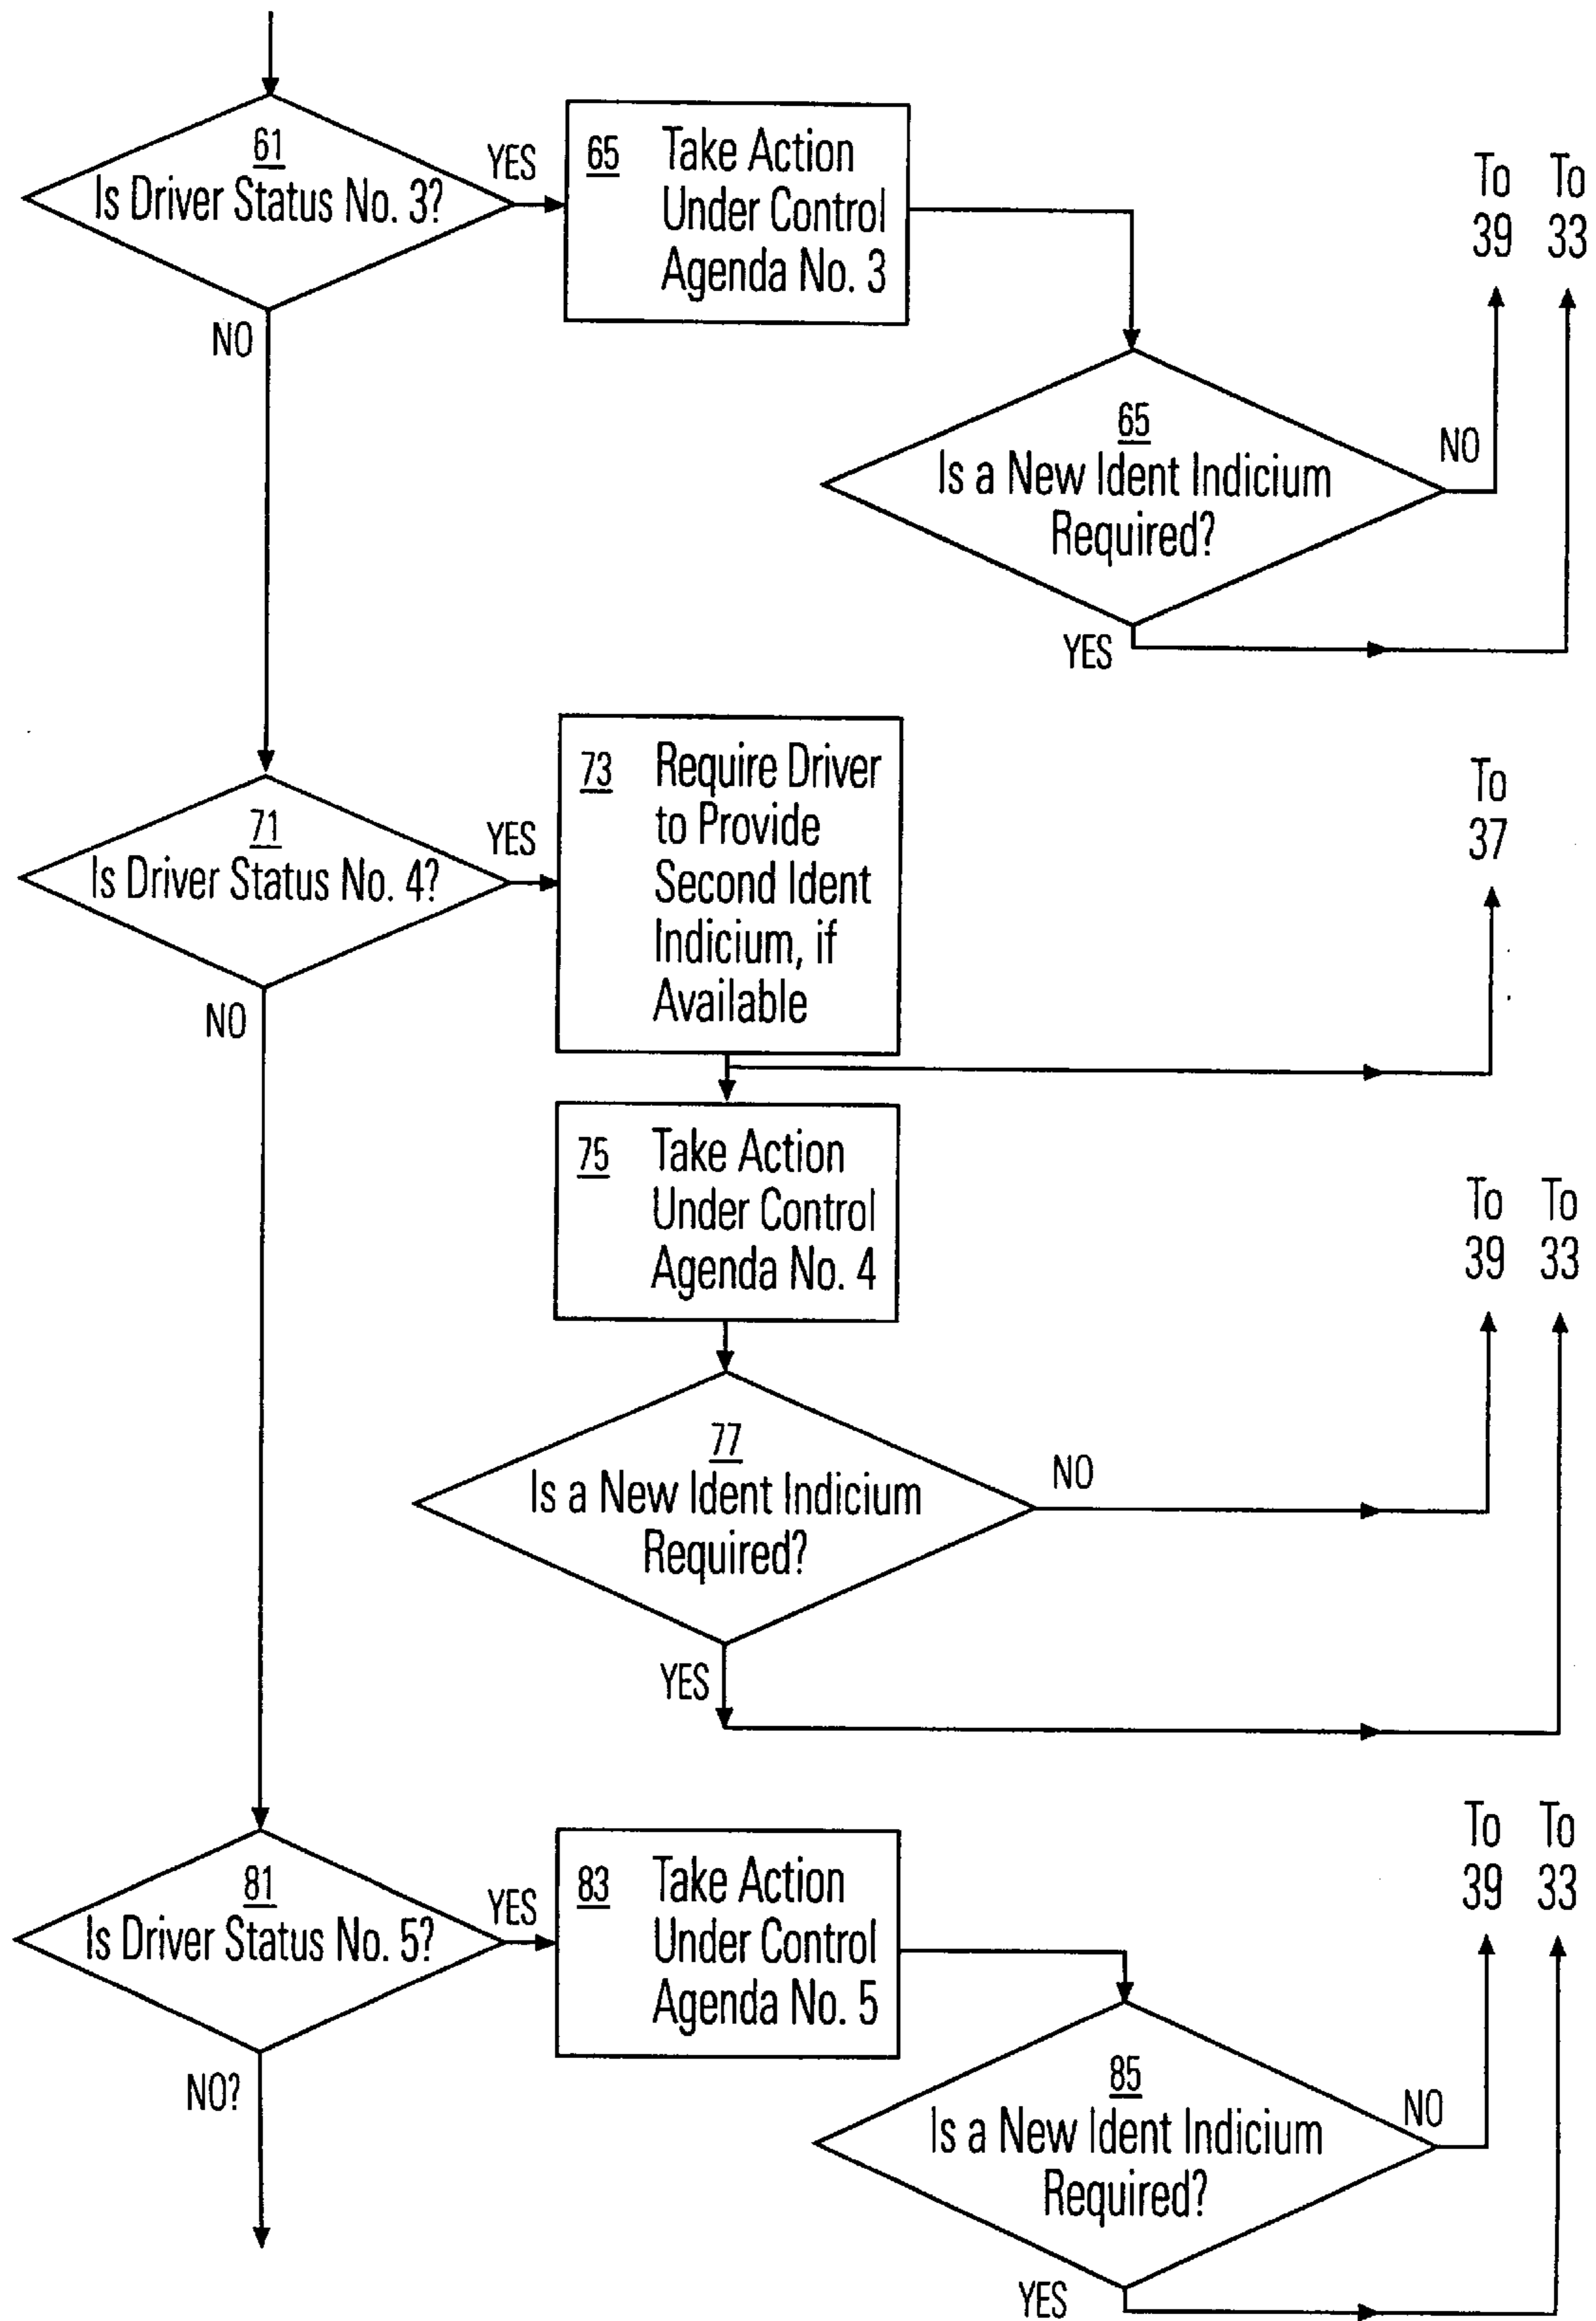 61
Is Driver Status No. 3?
YES
NO
65 Take Action
Under Control
Agenda No. 3
65
Is a New Ident Indicium
Required?
NO
YES
To To
39 33
71
Is Driver Status No. 4?
YES
NO
73 Require Driver
to Provide
Second Ident
Indicium, if
Available
To
37
75 Take Action
Under Control
Agenda No. 4
77
Is a New Ident Indicium
Required?
NO
YES
To To
39 33
81
Is Driver Status No. 5?
YES
NO?
83 Take Action
Under Control
Agenda No. 5
85
Is a New Ident Indicium
Required?
NO
YES
To To
39 33